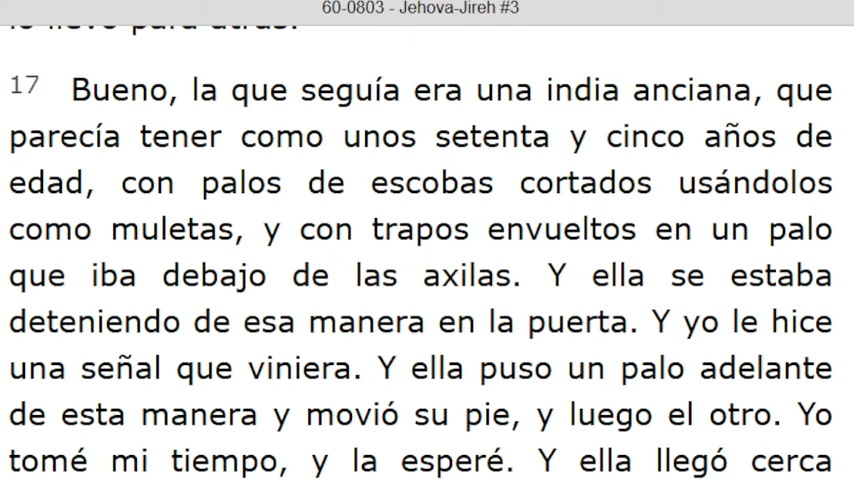 60-0803 - Jehova-Jireh #3
lo llevó para atrás.
17 Bueno, la que seguía era una india anciana, que
parecía tener como unos setenta y cinco años de
edad, con palos de escobas cortados usándolos
como muletas, y con trapos envueltos en un palo
que iba debajo de las axilas. Y ella se estaba
deteniendo de esa manera en la puerta. Y yo le hice
una señal que viniera. Y ella puso un palo adelante
de esta manera y movió su pie, y luego el otro. Yo
tomé mi tiempo, y la esperé. Y ella llegó cerca